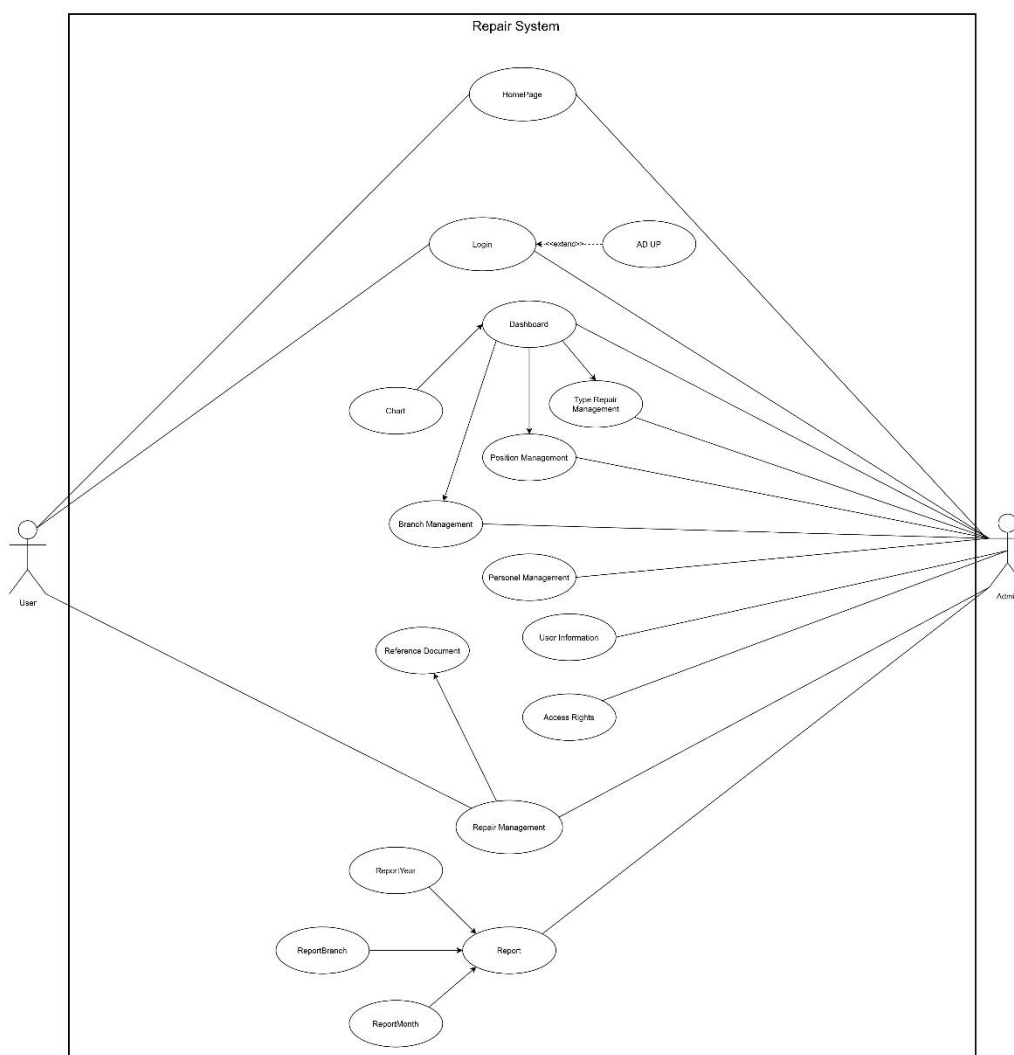 Repair System
HomePage
Login
<<extend>>
AD UP
Dashboard
Chart
Type Repair
Management
Position Management
Branch Management
Personel Management
User
Admi
User Information
Reference Document
Access Rights
Repair Management
ReportYear
ReportBranch
Report
ReportMonth